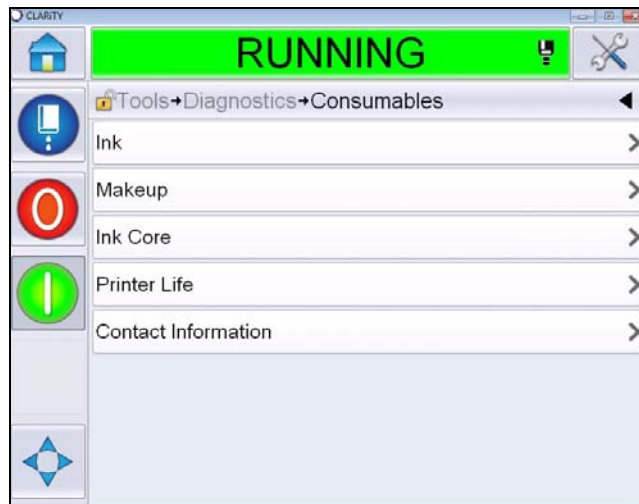 CLARiTY
RUNNING
Tools→Diagnostics→Consumables
Ink
Makeup
Ink Core
Printer Life
Contact Information